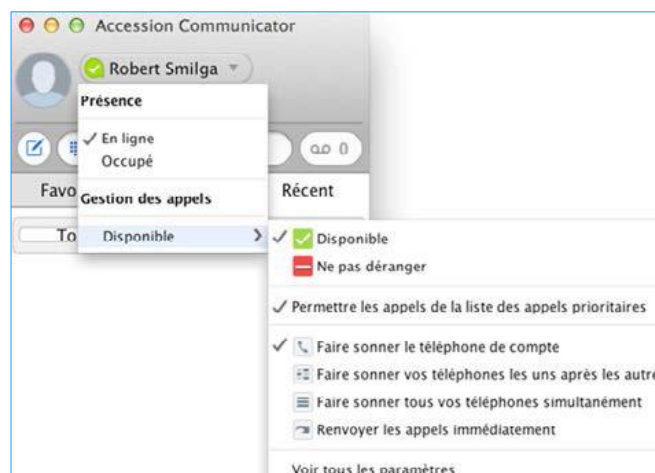 Accession Communicator
Robert Smilga
Présence
En ligne
Occupé
0
Favo
Récent
Gestion des appels
To
Disponible
Disponible
Ne pas déranger
Permettre les appels de la liste des appels prioritaires
Faire sonner le téléphone de compte
Faire sonner vos téléphones les uns après les autre
Faire sonner tous vos téléphones simultanément
Renvoyer les appels immédiatement
Voir tous les paramètres